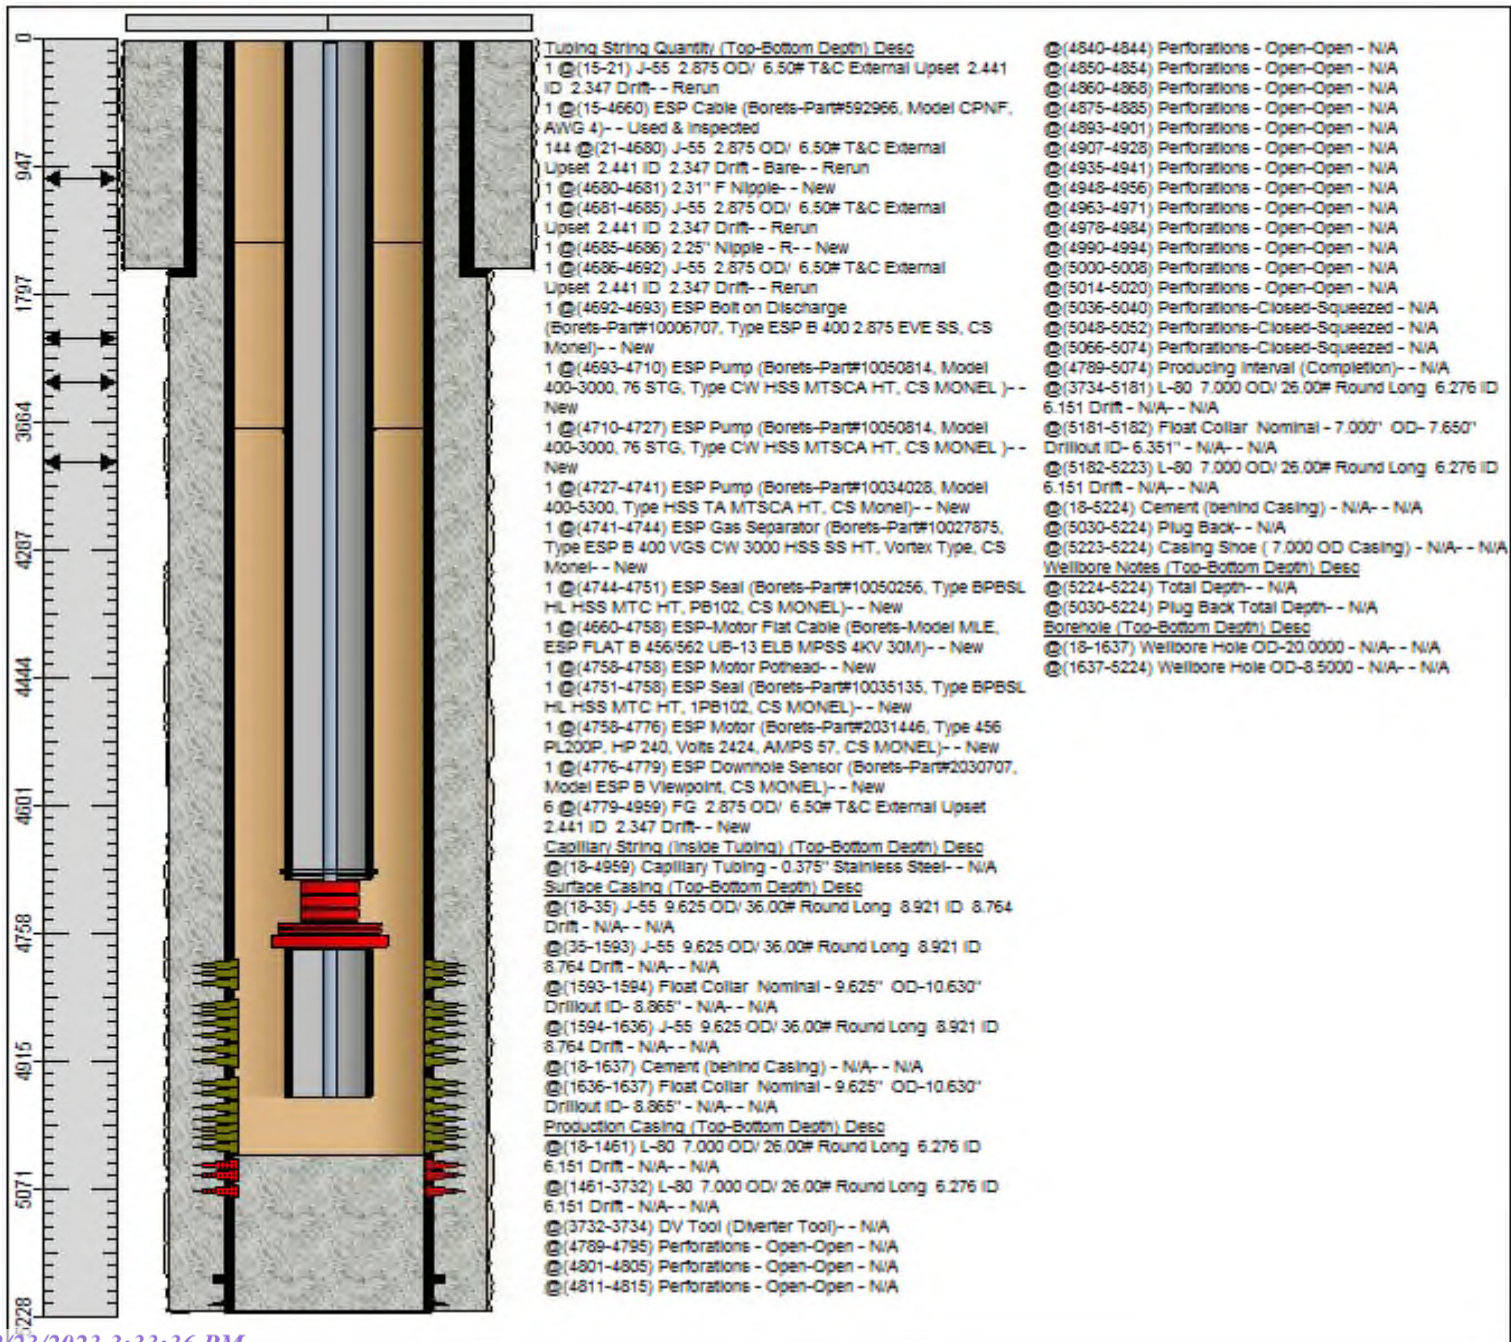 0
947
1797
3664
4287
4444
4601
4758
4915
5071
5228
Tubing String Quantity (Top-Bottom Depth) Desc
1 @(15-21) J-55 2.875 OD/ 6.50# T&C External Upset 2.441
ID 2.347 Drift- - Rerun
1 @(15-4660) ESP Cable (Borets-Part#592966, Model CPNF,
AWG 4)- - Used & Inspected
144 @(21-4680) J-55 2.875 OD/ 6.50# T&C External
Upset 2.441 ID 2.347 Drift - Bare- - Rerun
1 @(4680-4681) 2.31" F Nipple- - New
1 @(4681-4685) J-55 2.875 OD/ 6.50# T&C External
Upset 2.441 ID 2.347 Drift- - Rerun
1 @(4685-4686) 2.25" Nipple - R- - New
1 @(4686-4692) J-55 2.875 OD/ 6.50# T&C External
Upset 2.441 ID 2.347 Drift- - Rerun
1 @(4692-4693) ESP Bolt on Discharge
(Borets-Part#10006707, Type ESP B 400 2.875 EVE SS, CS
Monel)- - New
1 @(4693-4710) ESP Pump (Borets-Part#10050814, Model
400-3000, 76 STG, Type CW HSS MTSCA HT, CS MONEL )- -
New
1 @(4710-4727) ESP Pump (Borets-Part#10050814, Model
400-3000, 76 STG, Type CW HSS MTSCA HT, CS MONEL )- -
New
1 @(4727-4741) ESP Pump (Borets-Part#10034028, Model
400-5300, Type HSS TA MTSCA HT, CS Monel)- - New
1 @(4741-4744) ESP Gas Separator (Borets-Part#10027875,
Type ESP B 400 VGS CW 3000 HSS SS HT, Vortex Type, CS
Monel- - New
1 @(4744-4751) ESP Seal (Borets-Part#10050256, Type BPBSL
HL HSS MTC HT, PB102, CS MONEL)- - New
1 @(4660-4758) ESP-Motor Flat Cable (Borets-Model MLE,
ESP FLAT B 456/562 UB-13 ELB MPSS 4KV 30M)- - New
1 @(4758-4758) ESP Motor Pothead- - New
1 @(4751-4758) ESP Seal (Borets-Part#10035135, Type BPBSL
HL HSS MTC HT, 1PB102, CS MONEL)- - New
1 @(4758-4776) ESP Motor (Borets-Part#2031446, Type 456
PL200P, HP 240, Volts 2424, AMPS 57, CS MONEL)- - New
1 @(4776-4779) ESP Downhole Sensor (Borets-Part#2030707,
Model ESP B Viewpoint, CS MONEL)- - New
6 @(4779-4959) FG 2.875 OD/ 6.50# T&C External Upset
2.441 ID 2.347 Drift- - New
Capillary String (Inside Tubing) (Top-Bottom Depth) Desc
@(18-4959) Capillary Tubing - 0.375" Stainless Steel- - N/A
Surface Casing (Top-Bottom Depth) Desc
@(18-35) J-55 9.625 OD/ 36.00# Round Long 8.921 ID 8.764
Drift - N/A- - N/A
@(35-1593) J-55 9.625 OD/ 36.00# Round Long 8.921 ID
8.764 Drift - N/A- - N/A
@(1593-1594) Float Collar Nominal - 9.625" OD-10.630"
Drillout ID- 8.865" - N/A- - N/A
@(1594-1636) J-55 9.625 OD/ 36.00# Round Long 8.921 ID
8.764 Drift - N/A- - N/A
@(18-1637) Cement (behind Casing) - N/A- - N/A
@(1636-1637) Float Collar Nominal - 9.625" OD-10.630"
Drillout ID- 8.865" - N/A- - N/A
Production Casing (Top-Bottom Depth) Desc
@(18-1461) L-80 7.000 OD/ 26.00# Round Long 6.276 ID
6.151 Drift - N/A- - N/A
@(1461-3732) L-80 7.000 OD/ 26.00# Round Long 6.276 ID
6.151 Drift - N/A- - N/A
@(3732-3734) DV Tool (Diverter Tool)- - N/A
@(4789-4795) Perforations - Open-Open - N/A
@(4801-4805) Perforations - Open-Open - N/A
@(4811-4815) Perforations - Open-Open - N/A
@(4840-4844) Perforations - Open-Open - N/A
@(4850-4854) Perforations - Open-Open - N/A
@(4860-4868) Perforations - Open-Open - N/A
@(4875-4885) Perforations - Open-Open - N/A
@(4893-4901) Perforations - Open-Open - N/A
@(4907-4928) Perforations - Open-Open - N/A
@(4935-4941) Perforations - Open-Open - N/A
@(4948-4956) Perforations - Open-Open - N/A
@(4963-4971) Perforations - Open-Open - N/A
@(4978-4984) Perforations - Open-Open - N/A
@(4990-4994) Perforations - Open-Open - N/A
@(5000-5008) Perforations - Open-Open - N/A
@(5014-5020) Perforations - Open-Open - N/A
@(5036-5040) Perforations-Closed-Squeezed - N/A
@(5048-5052) Perforations-Closed-Squeezed - N/A
@(5066-5074) Perforations-Closed-Squeezed - N/A
@(4789-5074) Producing Interval (Completion)- - N/A
@(3734-5181) L-80 7.000 OD/ 26.00# Round Long 6.276 ID
6.151 Drift - N/A- - N/A
@(5181-5182) Float Collar Nominal - 7.000" OD- 7.650"
Drillout ID- 6.351" - N/A- - N/A
@(5182-5223) L-80 7.000 OD/ 26.00# Round Long 6.276 ID
6.151 Drift - N/A- - N/A
@(18-5224) Cement (behind Casing) - N/A- - N/A
@(5030-5224) Plug Back- - N/A
@(5223-5224) Casing Shoe ( 7.000 OD Casing) - N/A- - N/A
Wellbore Notes (Top-Bottom Depth) Desc
@(5224-5224) Total Depth- - N/A
@(5030-5224) Plug Back Total Depth- - N/A
Borehole (Top-Bottom Depth) Desc
@(18-1637) Wellbore Hole OD-20.0000 - N/A- - N/A
@(1637-5224) Wellbore Hole OD-8.5000 - N/A- - N/A